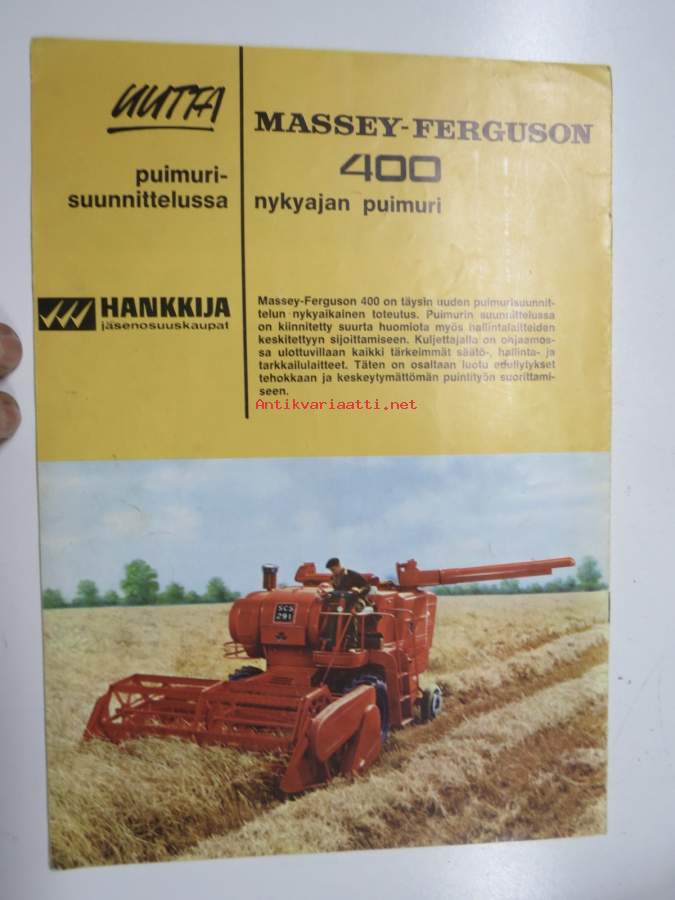 UUTTA
puimuri-
suunnittelussa
MASSEY-FERGUSON
400
nykyajan puimuri
HANKKIJA
jäsenosuuskaupat
Massey-Ferguson 400 on täysin uuden puimurisuunnit-
telun nykyaikainen toteutus. Puimurin suunnittelussa
on kiinnitetty suurta huomiota myös hallintalaitteiden
keskitettyyn sijoittamiseen. Kuljettajalla on ohjaamos-
sa ulottuvillaan kaikki tärkeimmät säätö-, hallinta- ja
tarkkailulaitteet. Täten on osaltaan luotu edellytykset
tehokkaan ja keskeytymättömän puintityön suorittami-
seen.
Antikvariaatti.net
SCS
291